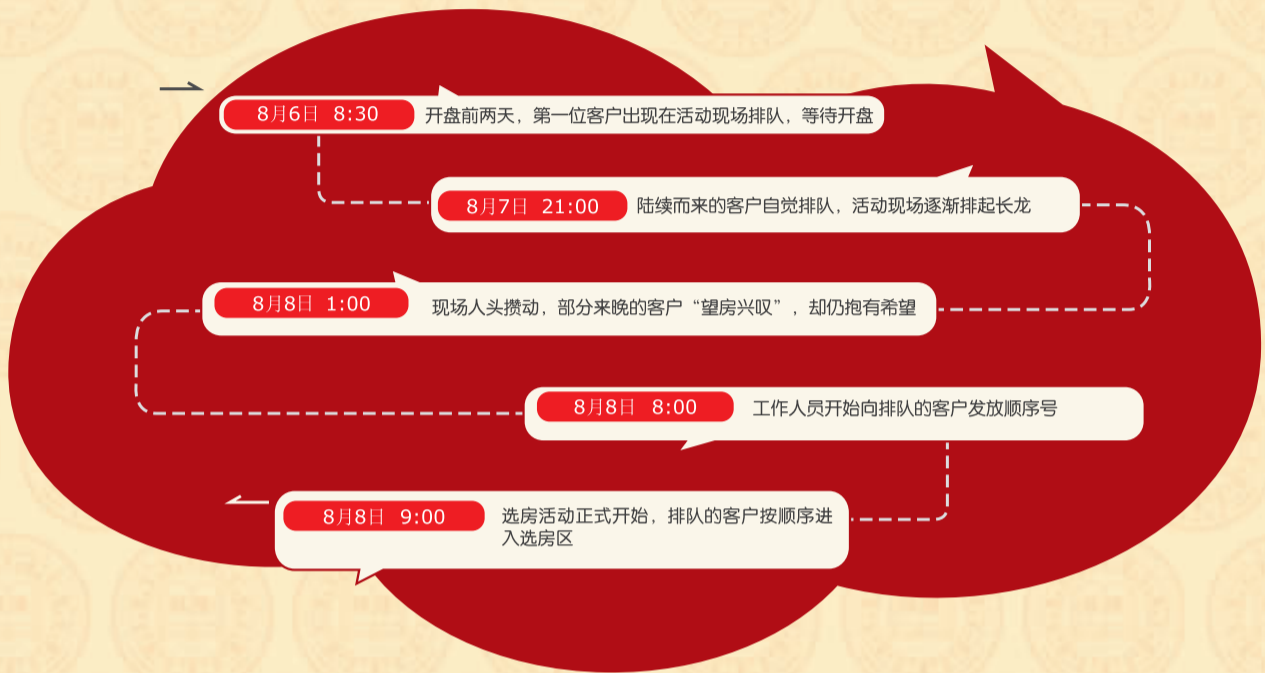 8月6日 8:30 开盘前两天，第一位客户出现在活动现场排队，等待开盘
8月7日 21:00 陆续而来的客户自觉排队，活动现场逐渐排起长龙
8月8日 1:00 现场人头攒动，部分来晚的客户“望房兴叹”，却仍抱有希望
8月8日 8:00 工作人员开始向排队的客户发放顺序号
8月8日 9:00 选房活动正式开始，排队的客户按顺序进
入选房区